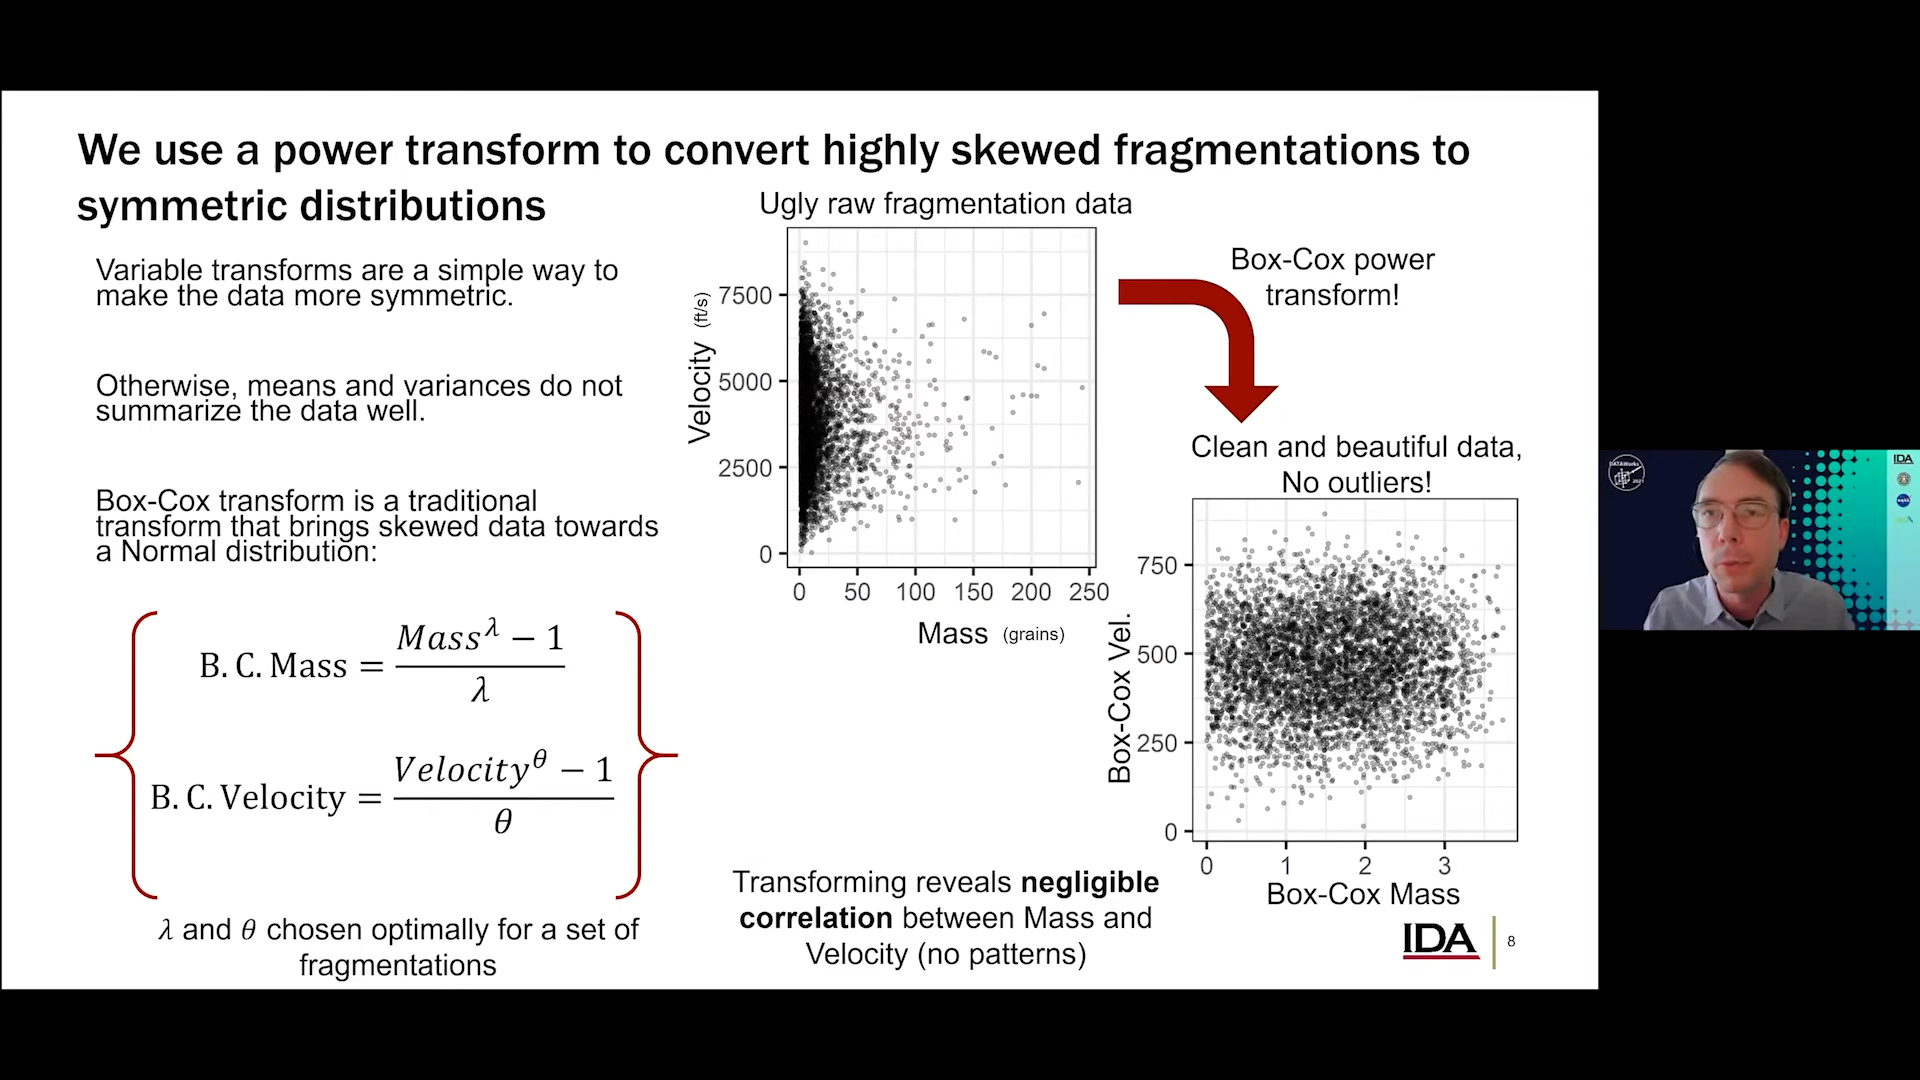 We use a power transform to convert highly skewed fragmentations to
symmetric distributions
Variable transforms are a simple way to
make the data more symmetric.
Otherwise, means and variances do not
summarize the data well.
Box-Cox transform is a traditional
transform that brings skewed data towards
a Normal distribution:
B. C. Mass = (Mass^λ − 1) / λ
B. C. Velocity = (Velocity^θ − 1) / θ
λ and θ chosen optimally for a set of
fragmentations
Ugly raw fragmentation data
Velocity (ft/s)
7500
5000
2500
0
0 50 100 150 200 250
Mass (grains)
Box-Cox power
transform!
Clean and beautiful data,
No outliers!
Box-Cox Vel.
750
500
250
0
0 1 2 3
Box-Cox Mass
Transforming reveals negligible
correlation between Mass and
Velocity (no patterns)
IDA
8
DATAWorks
IDA
NASA